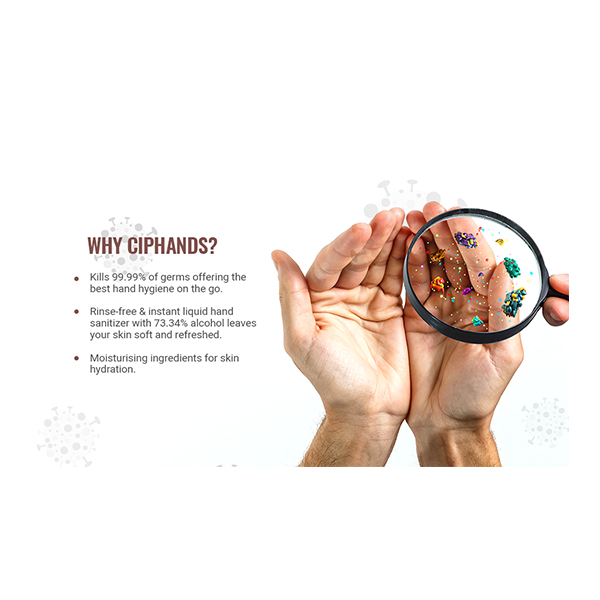 WHY CIPHANDS?
• Kills 99.99% of germs offering the
best hand hygiene on the go.
• Rinse-free & instant liquid hand
sanitizer with 73.34% alcohol leaves
your skin soft and refreshed.
• Moisturising ingredients for skin
hydration.